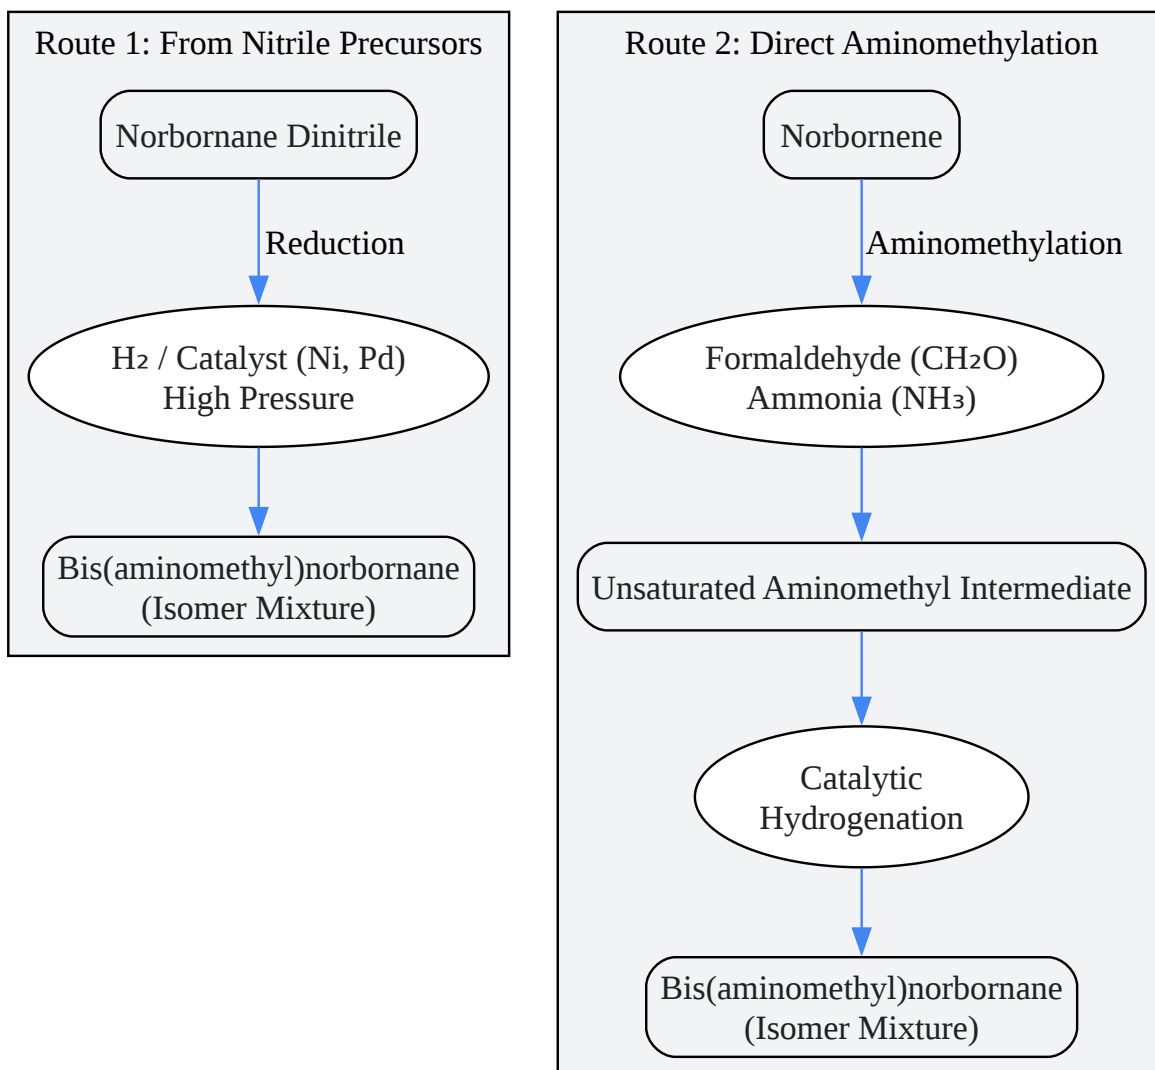 Route 1: From Nitrile Precursors
Norbornane Dinitrile
Reduction
H₂ / Catalyst (Ni, Pd)
High Pressure
Bis(aminomethyl)norbornane
(Isomer Mixture)
Route 2: Direct Aminomethylation
Norbornene
Aminomethylation
Formaldehyde (CH₂O)
Ammonia (NH₃)
Unsaturated Aminomethyl Intermediate
Catalytic
Hydrogenation
Bis(aminomethyl)norbornane
(Isomer Mixture)